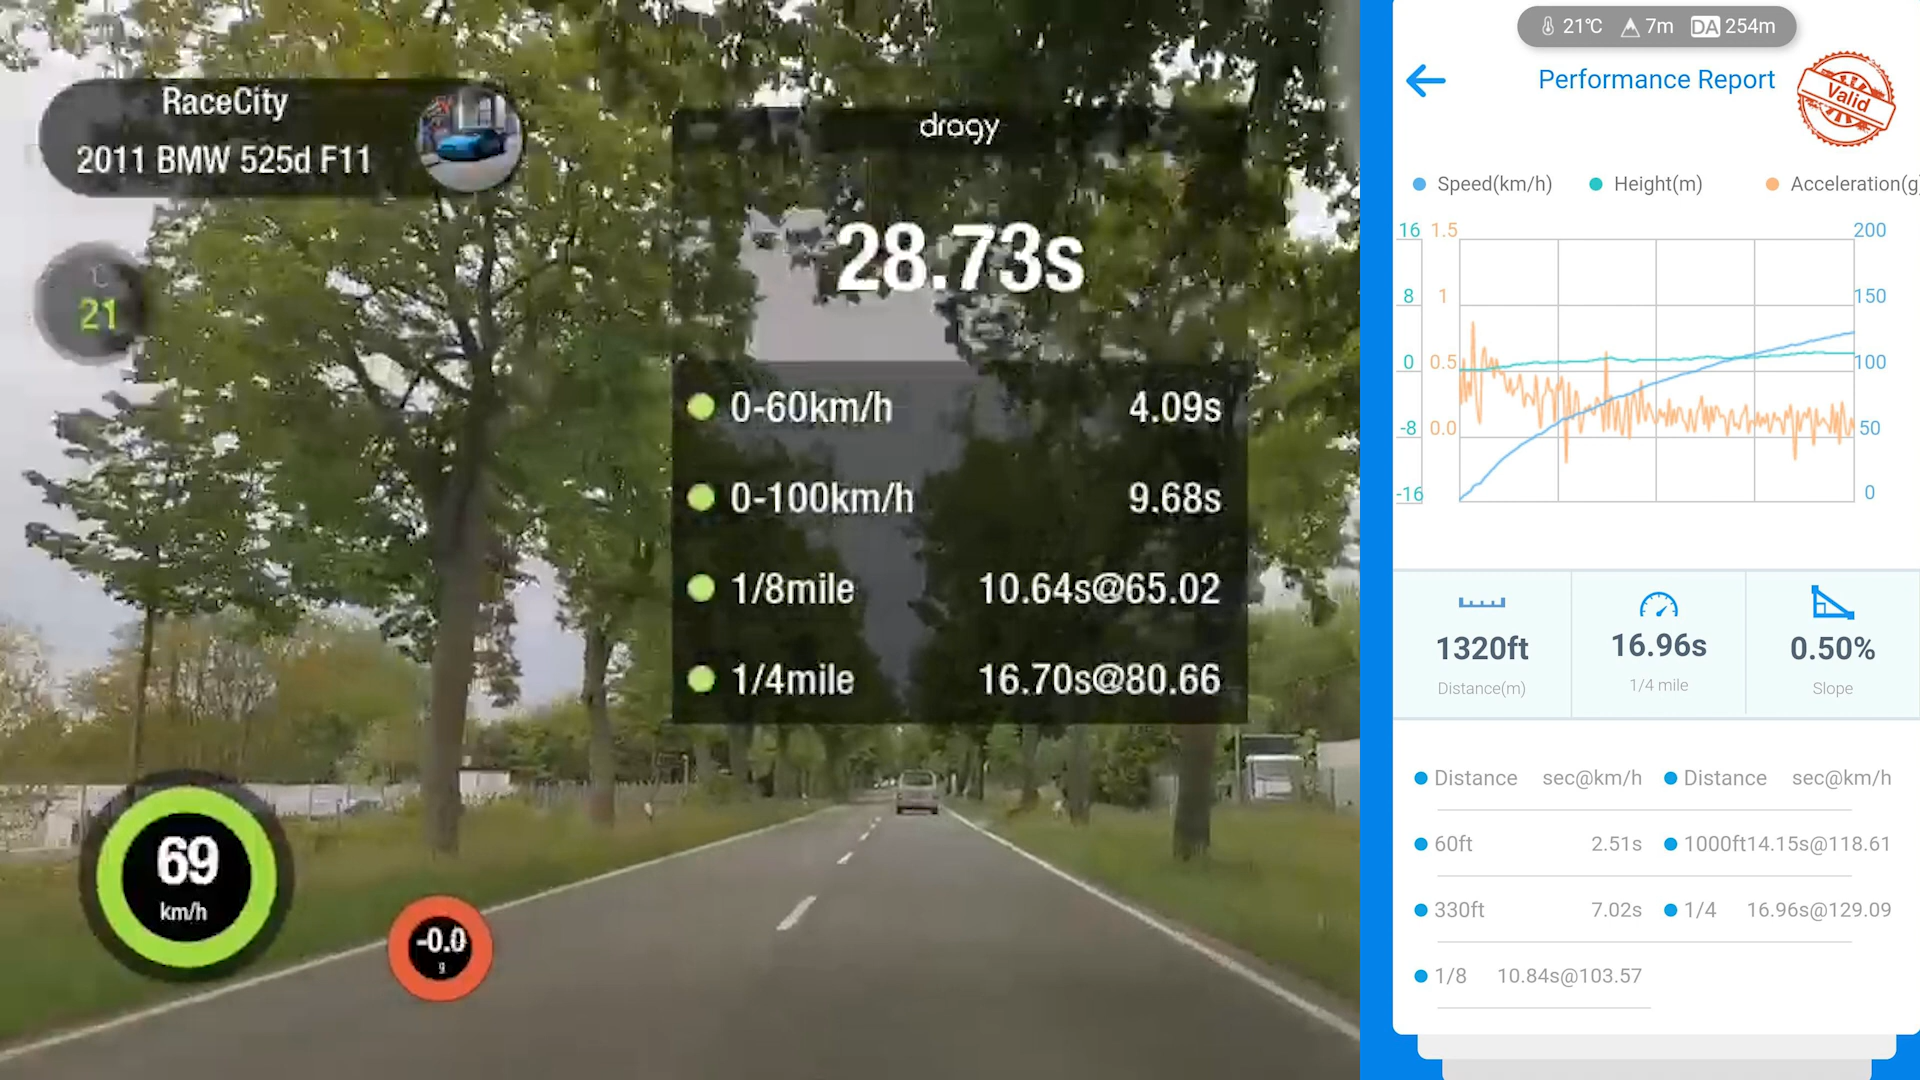 RaceCity
2011 BMW 525d F11
°C
21
dragy
28.73s
0-60km/h 4.09s
0-100km/h 9.68s
1/8mile 10.64s@65.02
1/4mile 16.70s@80.66
69
km/h
-0.0
g
21℃ 7m DA 254m
Performance Report
Valid
Speed(km/h) Height(m) Acceleration(g)
16 1.5 200
8 1 150
0 0.5 100
-8 0.0 50
-16 0
1320ft 16.96s 0.50%
Distance(m) 1/4 mile Slope
Distance sec@km/h Distance sec@km/h
60ft 2.51s 1000ft14.15s@118.61
330ft 7.02s 1/4 16.96s@129.09
1/8 10.84s@103.57